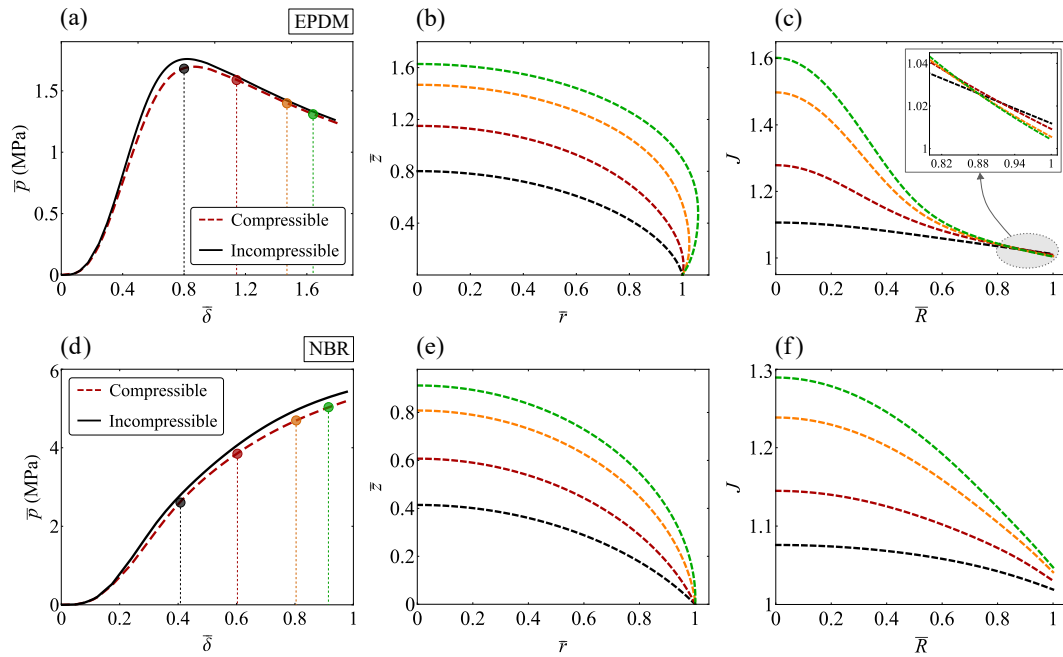 (a)
EPDM
p̅ (MPa)
1.5
1
0.5
0
0
0.4
0.8
1.2
1.6
δ̅
Compressible
Incompressible
(b)
z̅
1.6
1.2
0.8
0.4
0
0.2
0.4
0.6
0.8
1
r̅
(c)
J
1.6
1.4
1.2
1
0
0.2
0.4
0.6
0.8
1
R̅
1.04
1.02
1
0.80
0.88
0.94
1
(d)
NBR
p̅ (MPa)
6
4
2
0
0
0.2
0.4
0.6
0.8
1
δ̅
Compressible
Incompressible
(e)
z̅
0.8
0.6
0.4
0.2
0
0
0.2
0.4
0.6
0.8
1
r̅
(f)
J
1.3
1.2
1.1
1
0
0.2
0.4
0.6
0.8
1
R̅